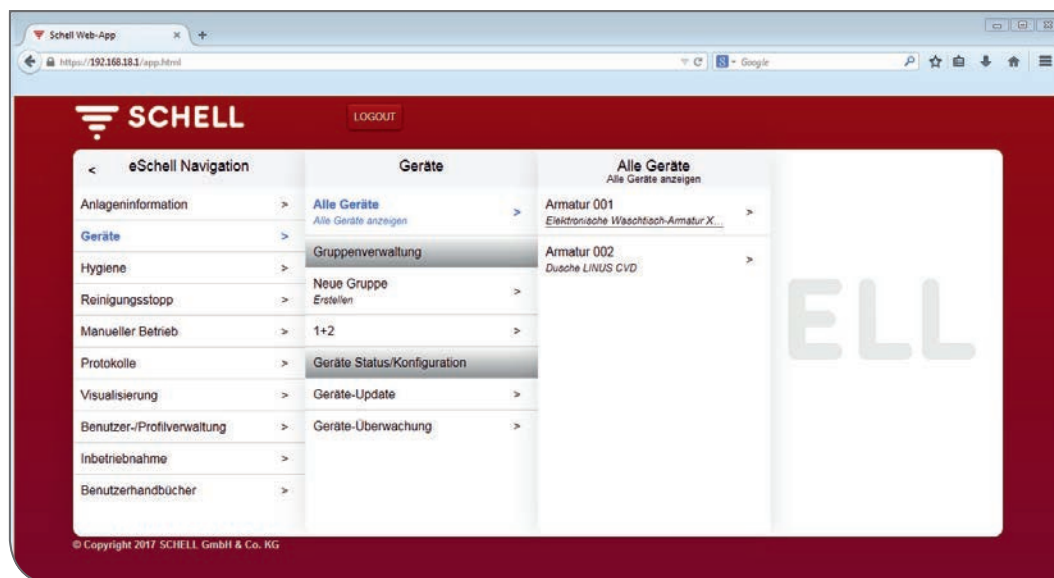 Schell Web-App
https://192.168.18.1/app.html
Google
SCHELL
LOGOUT
eSchell Navigation
Anlageninformation
Geräte
Hygiene
Reinigungsstopp
Manueller Betrieb
Protokolle
Visualisierung
Benutzer-/Profilverwaltung
Inbetriebnahme
Benutzerhandbücher
Geräte
Alle Geräte
Alle Geräte anzeigen
Gruppenverwaltung
Neue Gruppe
Erstellen
1+2
Geräte Status/Konfiguration
Geräte-Update
Geräte-Überwachung
Alle Geräte
Alle Geräte anzeigen
Armatur 001
Elektronische Waschtisch-Armatur X...
Armatur 002
Dusche LINUS CVD
ELL
© Copyright 2017 SCHELL GmbH & Co. KG